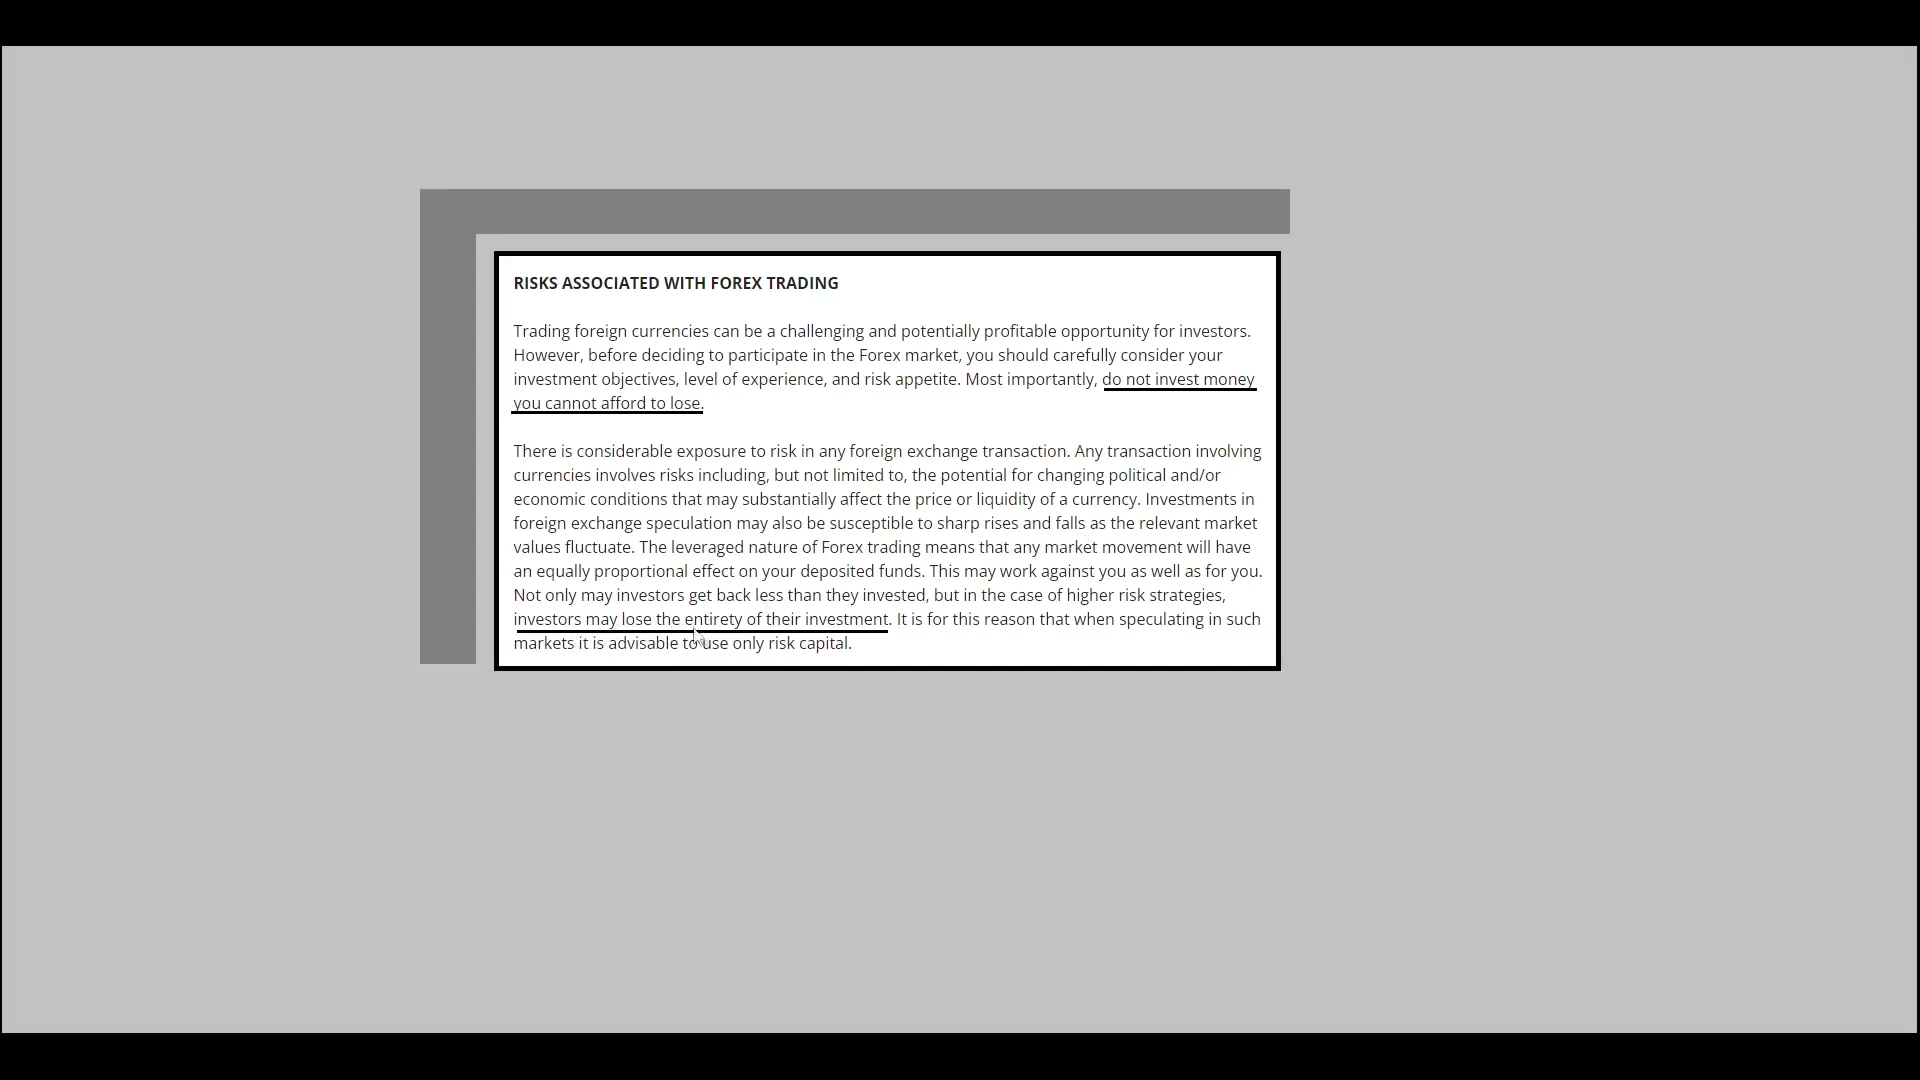 RISKS ASSOCIATED WITH FOREX TRADING
Trading foreign currencies can be a challenging and potentially profitable opportunity for investors.
However, before deciding to participate in the Forex market, you should carefully consider your
investment objectives, level of experience, and risk appetite. Most importantly, do not invest money
you cannot afford to lose.
There is considerable exposure to risk in any foreign exchange transaction. Any transaction involving
currencies involves risks including, but not limited to, the potential for changing political and/or
economic conditions that may substantially affect the price or liquidity of a currency. Investments in
foreign exchange speculation may also be susceptible to sharp rises and falls as the relevant market
values fluctuate. The leveraged nature of Forex trading means that any market movement will have
an equally proportional effect on your deposited funds. This may work against you as well as for you.
Not only may investors get back less than they invested, but in the case of higher risk strategies,
investors may lose the entirety of their investment. It is for this reason that when speculating in such
markets it is advisable to use only risk capital.